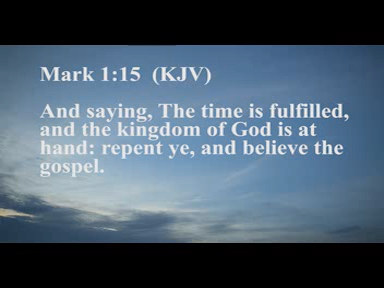 Mark 1:15 (KJV)
And saying, The time is fulfilled,
and the kingdom of God is at
hand: repent ye, and believe the
gospel.